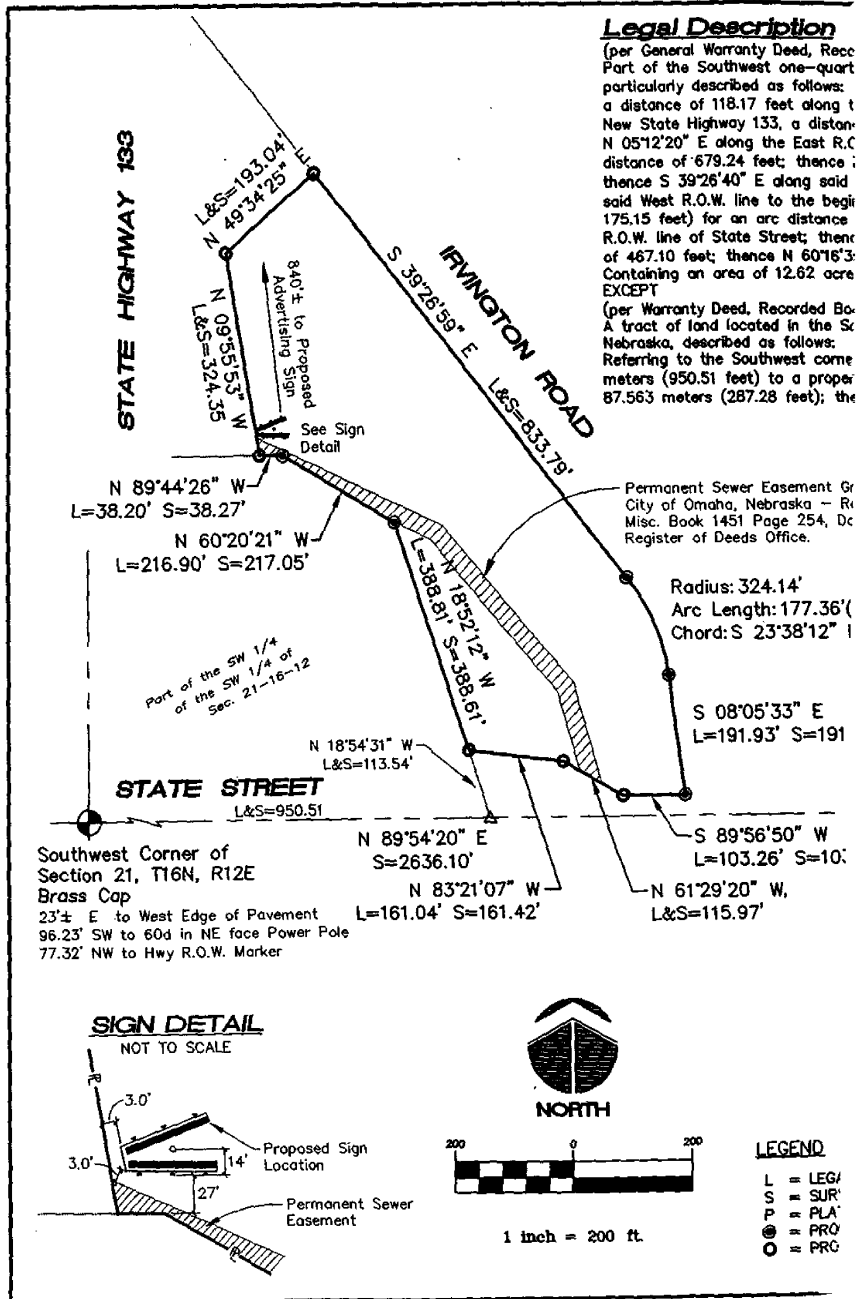 Legal Description
(per General Warranty Deed, Reco
Part of the Southwest one-quart
particularly described as follows:
a distance of 118.17 feet along t
New State Highway 133, a distan
N 05°12'20" E along the East R.O
distance of 679.24 feet; thence
thence S 39°26'40" E along said
said West R.O.W. line to the begi
175.15 feet) for an arc distance
R.O.W. line of State Street; thenc
of 467.10 feet; thence N 60°16'3
Containing an area of 12.62 acre
EXCEPT
(per Warranty Deed, Recorded Bo
A tract of land located in the So
Nebraska, described as follows:
Referring to the Southwest corne
meters (950.51 feet) to a proper
87.563 meters (287.28 feet); the
STATE HIGHWAY 133
L&S=193.04'
N 49°34'25" E
S 39°26'59" E
L&S=833.79'
IRVINGTON ROAD
N 09°55'53" W
L&S=324.35
840'± to Proposed
Advertising Sign
See Sign
Detail
N 89°44'26" W
L=38.20' S=38.27'
N 60°20'21" W
L=216.90' S=217.05'
Permanent Sewer Easement Gr
City of Omaha, Nebraska - Re
Misc. Book 1451 Page 254, Do
Register of Deeds Office.
N 18°52'12" W
L=388.81' S=388.61'
Radius: 324.14'
Arc Length: 177.36'(
Chord: S 23°38'12"
Part of the SW 1/4
of the SW 1/4 of
Sec. 21-16-12
S 08°05'33" E
L=191.93' S=191
N 18°54'31" W
L&S=113.54'
STATE STREET
L&S=950.51
N 89°54'20" E
S=2636.10'
S 89°56'50" W
L=103.26' S=103
N 83°21'07" W
L=161.04' S=161.42'
N 61°29'20" W,
L&S=115.97'
Southwest Corner of
Section 21, T16N, R12E
Brass Cap
23'± E to West Edge of Pavement
96.23' SW to 60d in NE face Power Pole
77.32' NW to Hwy R.O.W. Marker
SIGN DETAIL
NOT TO SCALE
PL
3.0'
3.0'
14'
27'
Proposed Sign
Location
Permanent Sewer
Easement
PL
NORTH
200 0 200
1 inch = 200 ft.
LEGEND
L = LEGA
S = SUR
P = PLA
= PRO
= PRO